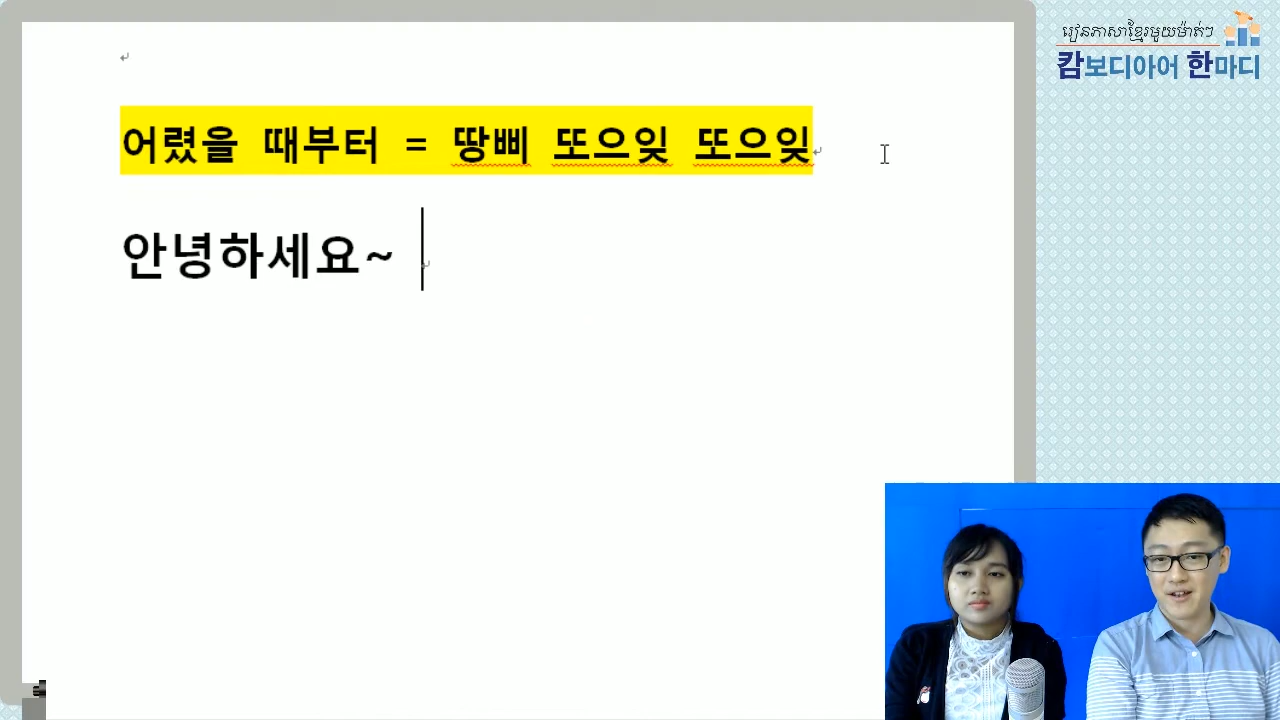 រៀនភាសាខ្មែរមួយម៉ាត់ៗ
캄보디아어 한마디
어렸을 때부터 = 땅삐 또으잊 또으잊
안녕하세요~